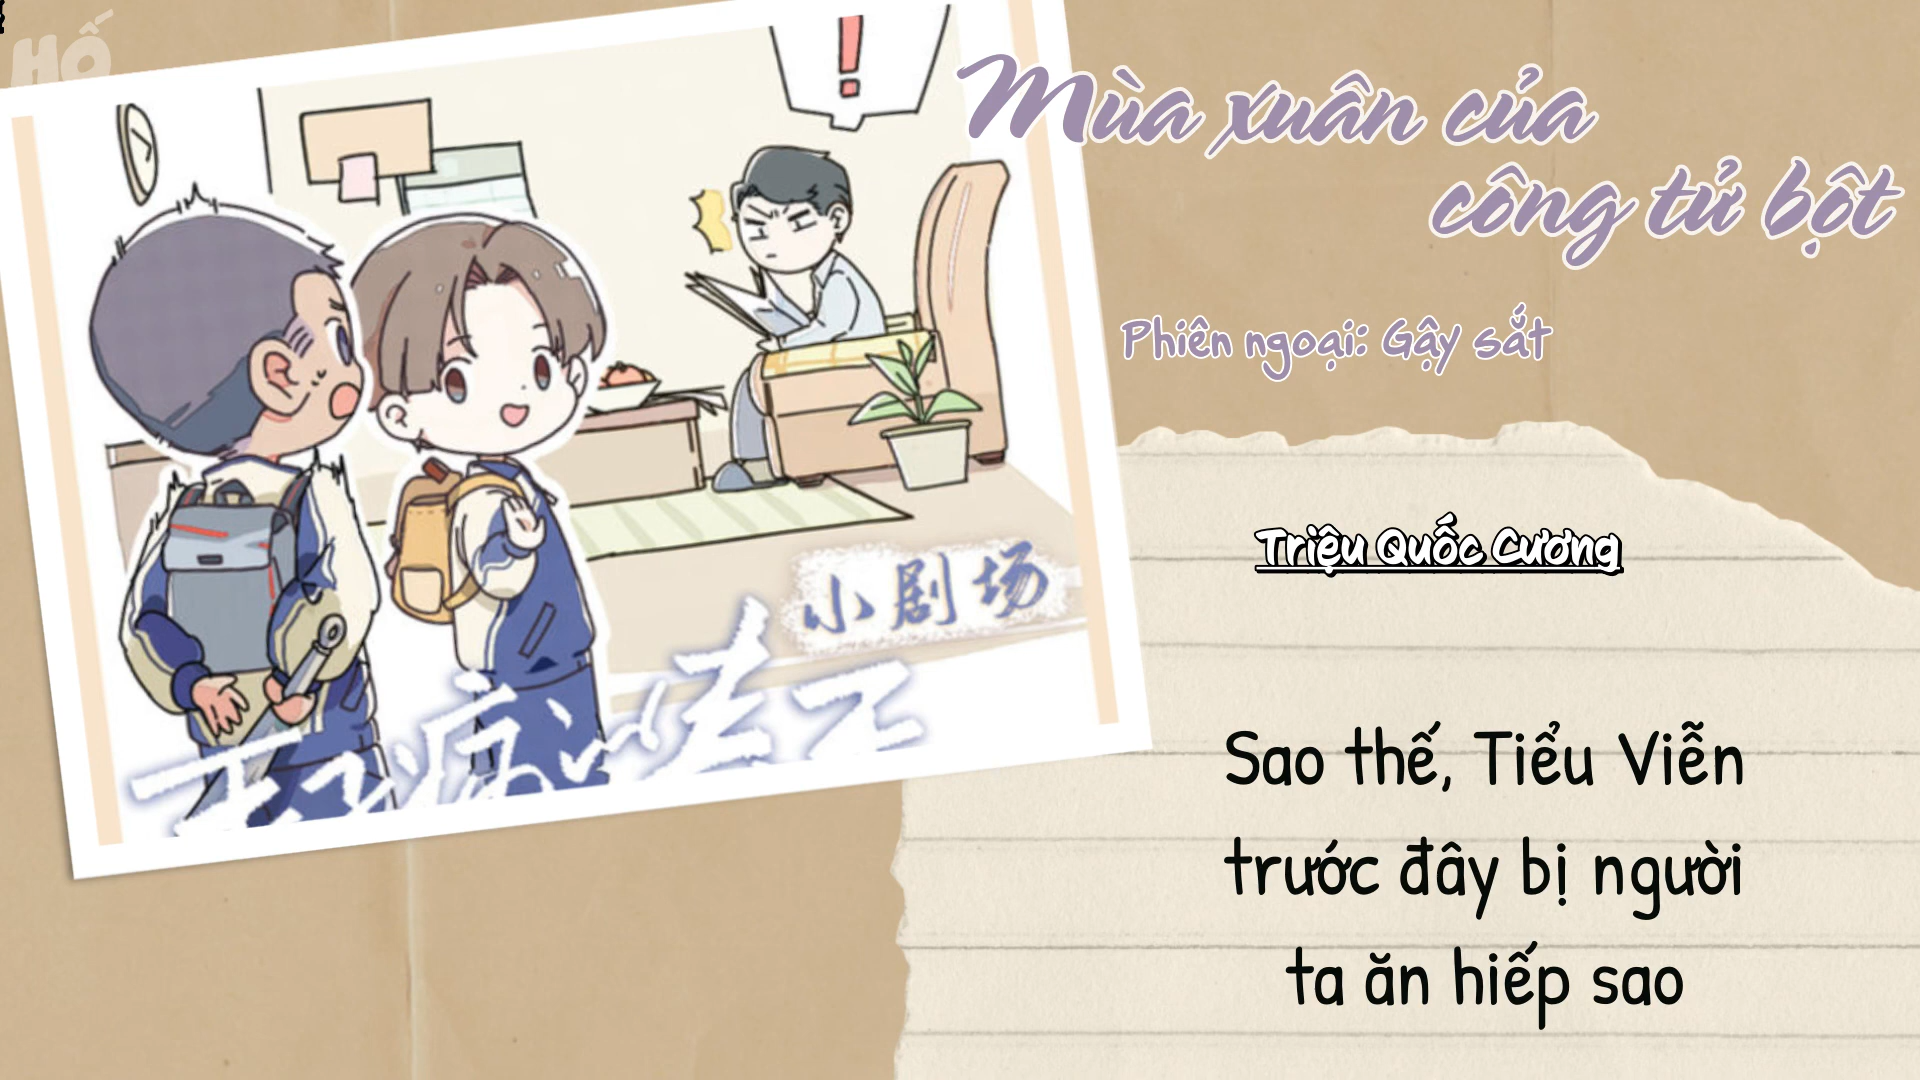 HỐ
!
Mùa xuân của
công tử bột
Phiên ngoại: Gậy sắt
Triệu Quốc Cương
小剧场
Sao thế, Tiểu Viễn
trước đây bị người
ta ăn hiếp sao